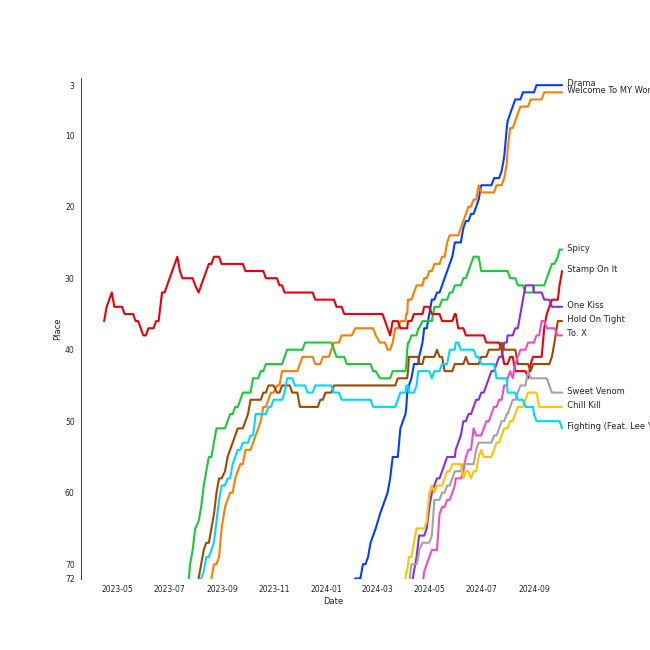 Drama
3
Welcome To MY Wor
10
20
Spicy
Stamp On It
30
One Kiss
Hold On Tight
Place
To. X
40
Sweet Venom
Chill Kill
50
Fighting (Feat. Lee Y
60
70
72
2023-05 2023-07 2023-09 2023-11 2024-01 2024-03 2024-05 2024-07 2024-09
Date